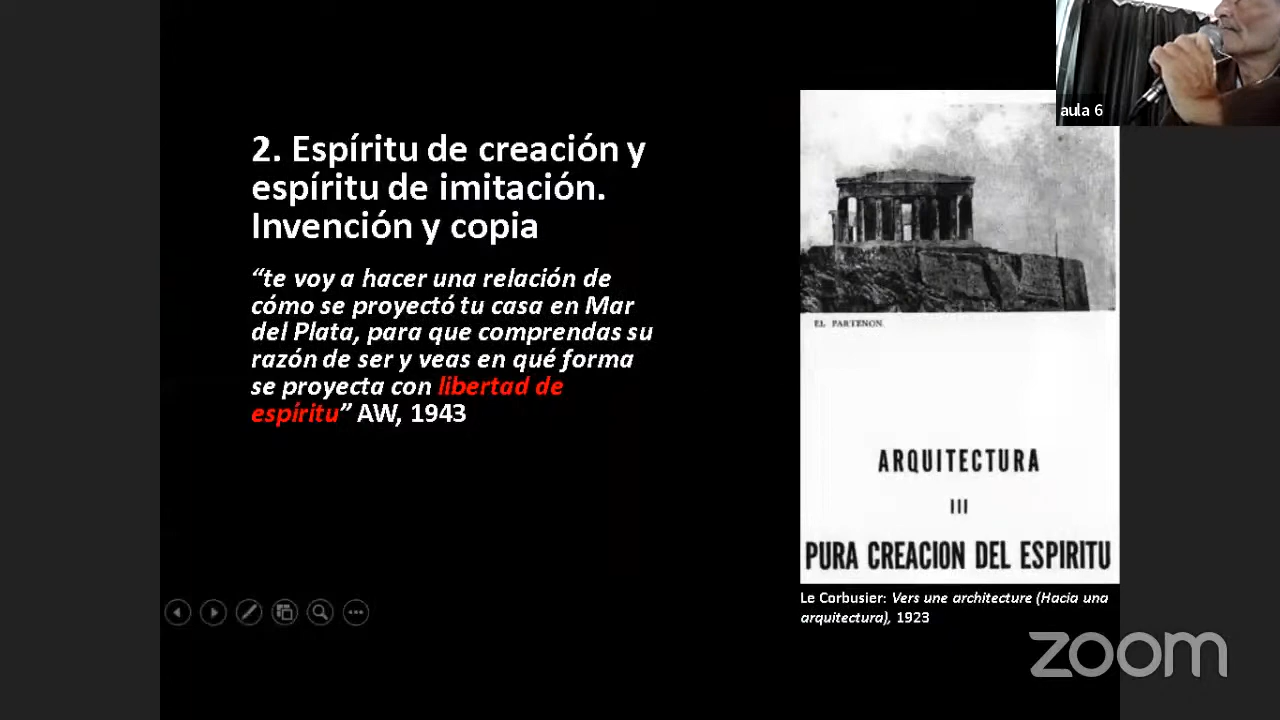 aula 6
2. Espíritu de creación y
espíritu de imitación.
Invención y copia
“te voy a hacer una relación de
cómo se proyectó tu casa en Mar
del Plata, para que comprendas su
razón de ser y veas en qué forma
se proyecta con libertad de
espíritu” AW, 1943
EL PARTENON.
ARQUITECTURA
III
PURA CREACION DEL ESPIRITU
Le Corbusier: Vers une architecture (Hacia una
arquitectura), 1923
zoom